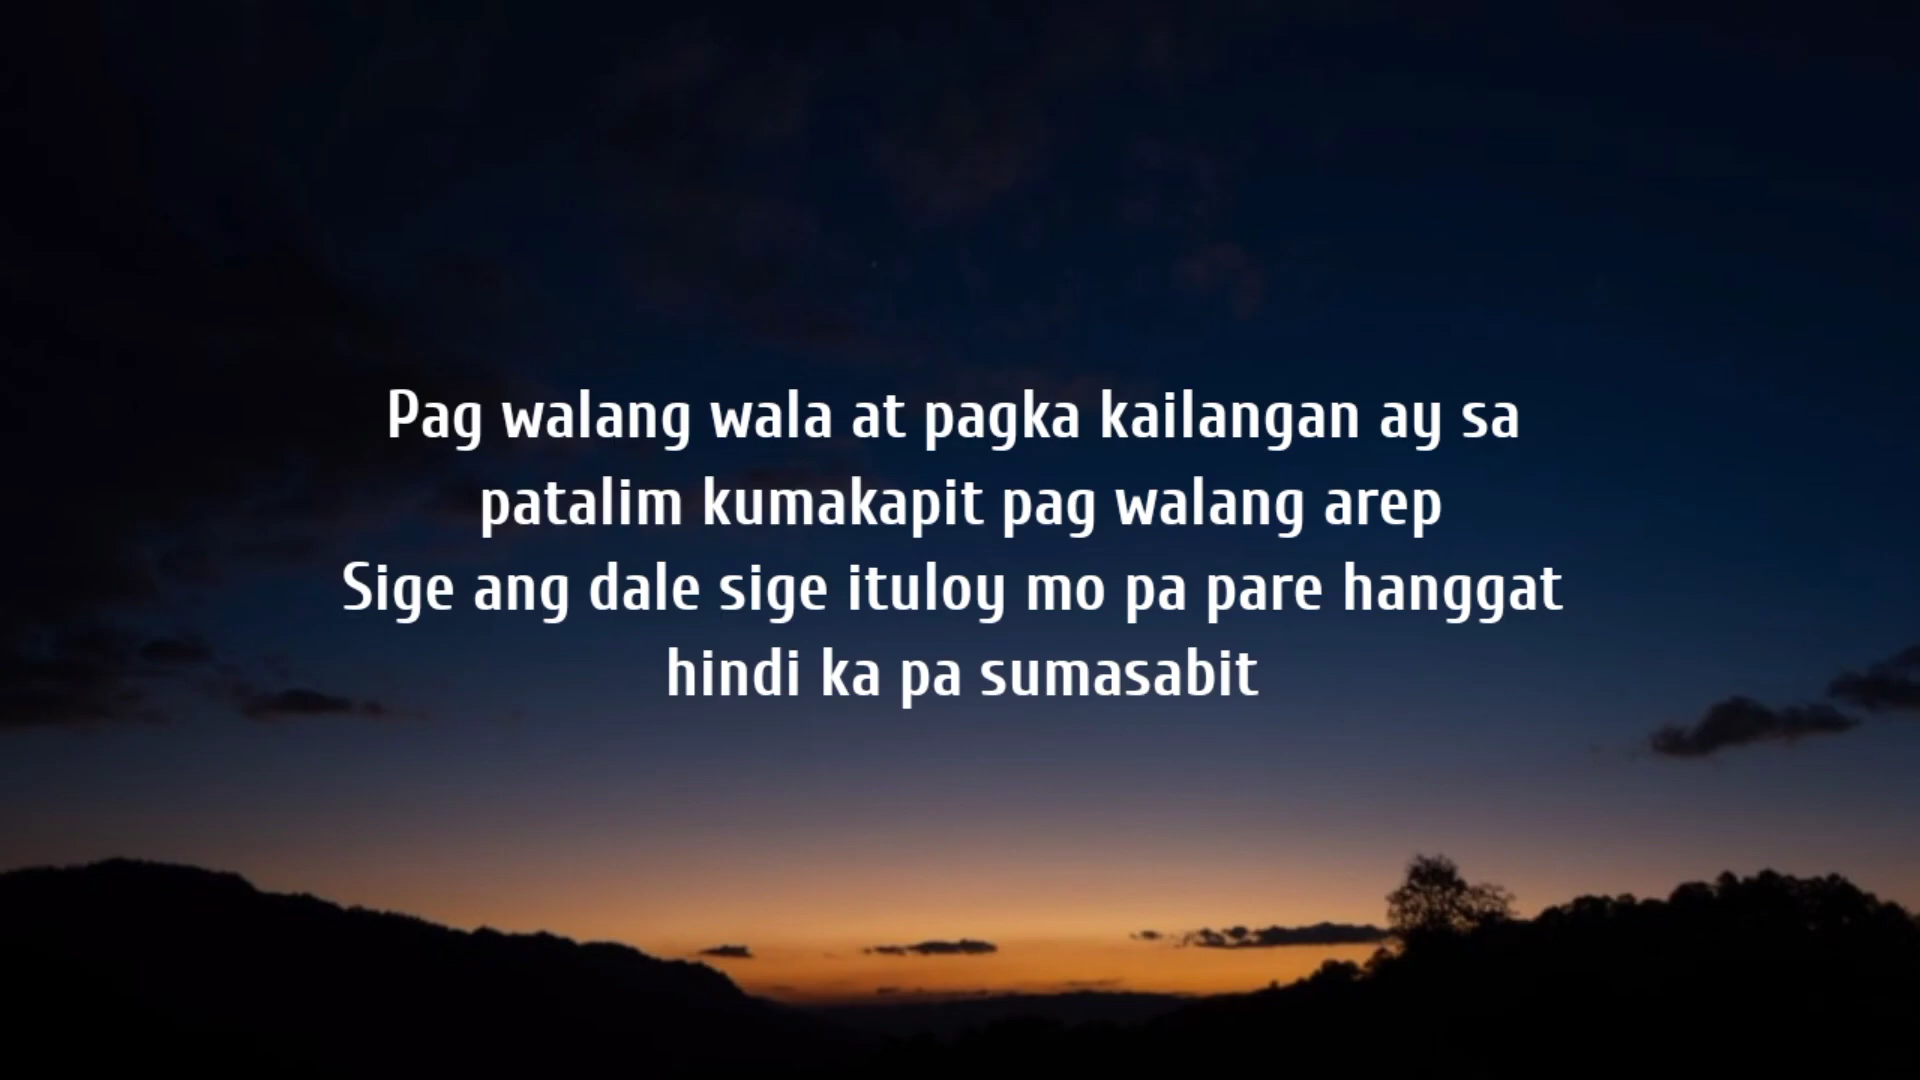 Pag walang wala at pagka kailangan ay sa
patalim kumakapit pag walang arep
Sige ang dale sige ituloy mo pa pare hanggat
hindi ka pa sumasabit